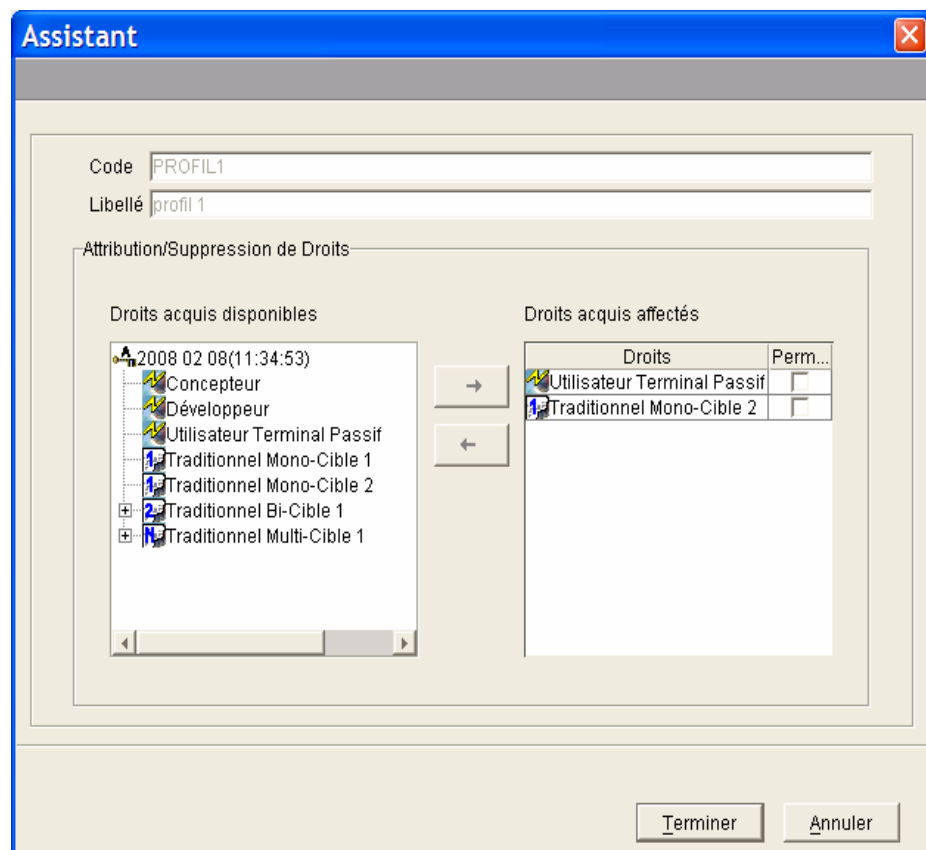 Assistant
Code PROFIL1
Libellé profil 1
Attribution/Suppression de Droits
Droits acquis disponibles
2008 02 08(11:34:53)
Concepteur
Développeur
Utilisateur Terminal Passif
Traditionnel Mono-Cible 1
Traditionnel Mono-Cible 2
Traditionnel Bi-Cible 1
Traditionnel Multi-Cible 1
Droits acquis affectés
Droits Perm...
Utilisateur Terminal Passif
Traditionnel Mono-Cible 2
Terminer Annuler